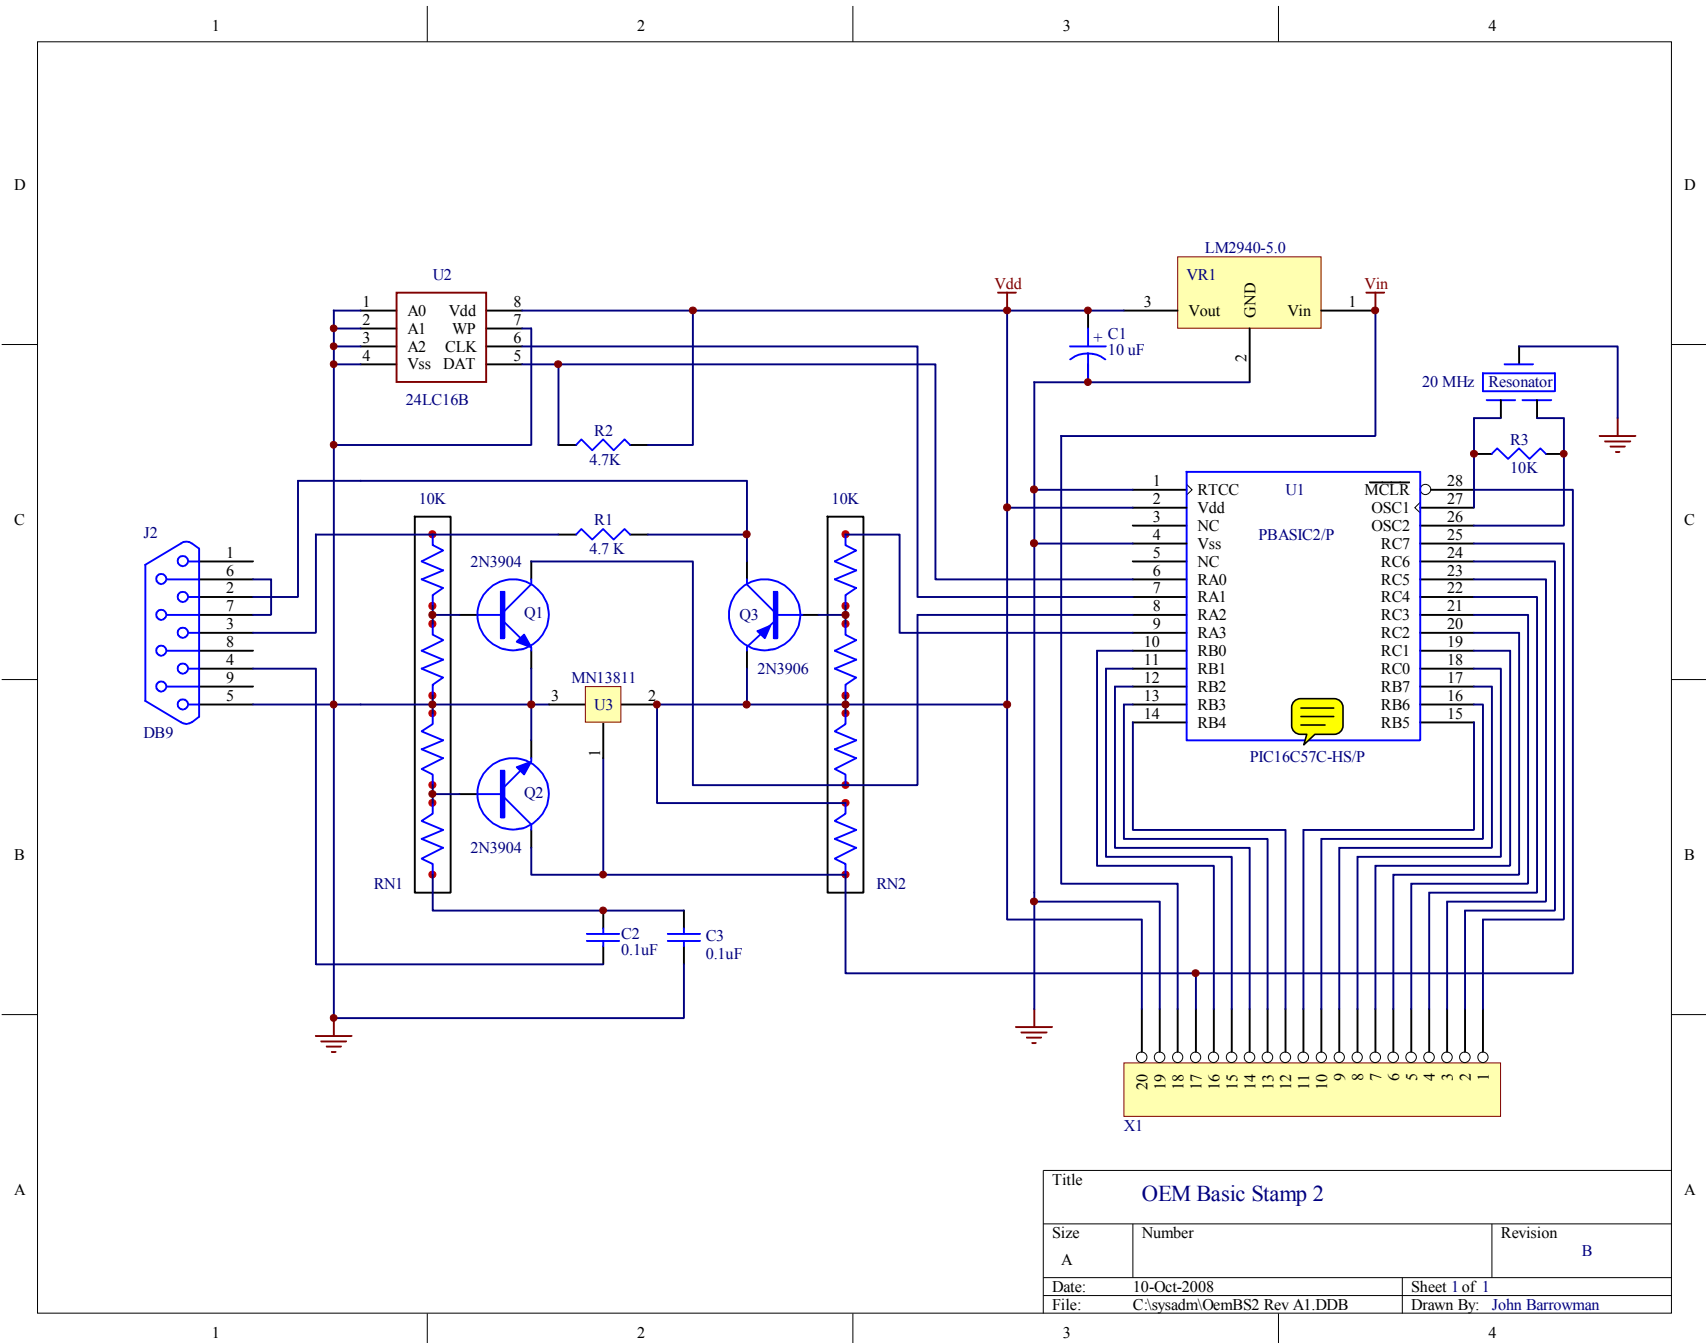 1 2 3 4
D D
C C
B B
A A
1 2 3 4
U2
1 A0 Vdd 8
2 A1 WP 7
3 A2 CLK 6
4 Vss DAT 5
24LC16B
R2
4.7K
Vdd
LM2940-5.0
VR1
3 Vout GND Vin 1
2
Vin
+ C1
10 uF
20 MHz Resonator
R3
10K
J2
1
6
2
7
3
8
4
9
5
DB9
10K
RN1
R1
4.7 K
2N3904
Q1
Q3
2N3906
MN13811
3 U3 2
1
Q2
2N3904
10K
RN2
C2
0.1uF
C3
0.1uF
U1
PBASIC2/P
1 RTCC MCLR 28
2 Vdd OSC1 27
3 NC OSC2 26
4 Vss RC7 25
5 NC RC6 24
6 RA0 RC5 23
7 RA1 RC4 22
8 RA2 RC3 21
9 RA3 RC2 20
10 RB0 RC1 19
11 RB1 RC0 18
12 RB2 RB7 17
13 RB3 RB6 16
14 RB4 RB5 15
PIC16C57C-HS/P
20 19 18 17 16 15 14 13 12 11 10 9 8 7 6 5 4 3 2 1
X1
Title
OEM Basic Stamp 2
Size Number Revision
A B
Date: 10-Oct-2008 Sheet 1 of 1
File: C:\sysadm\OemBS2 Rev A1.DDB Drawn By: John Barrowman